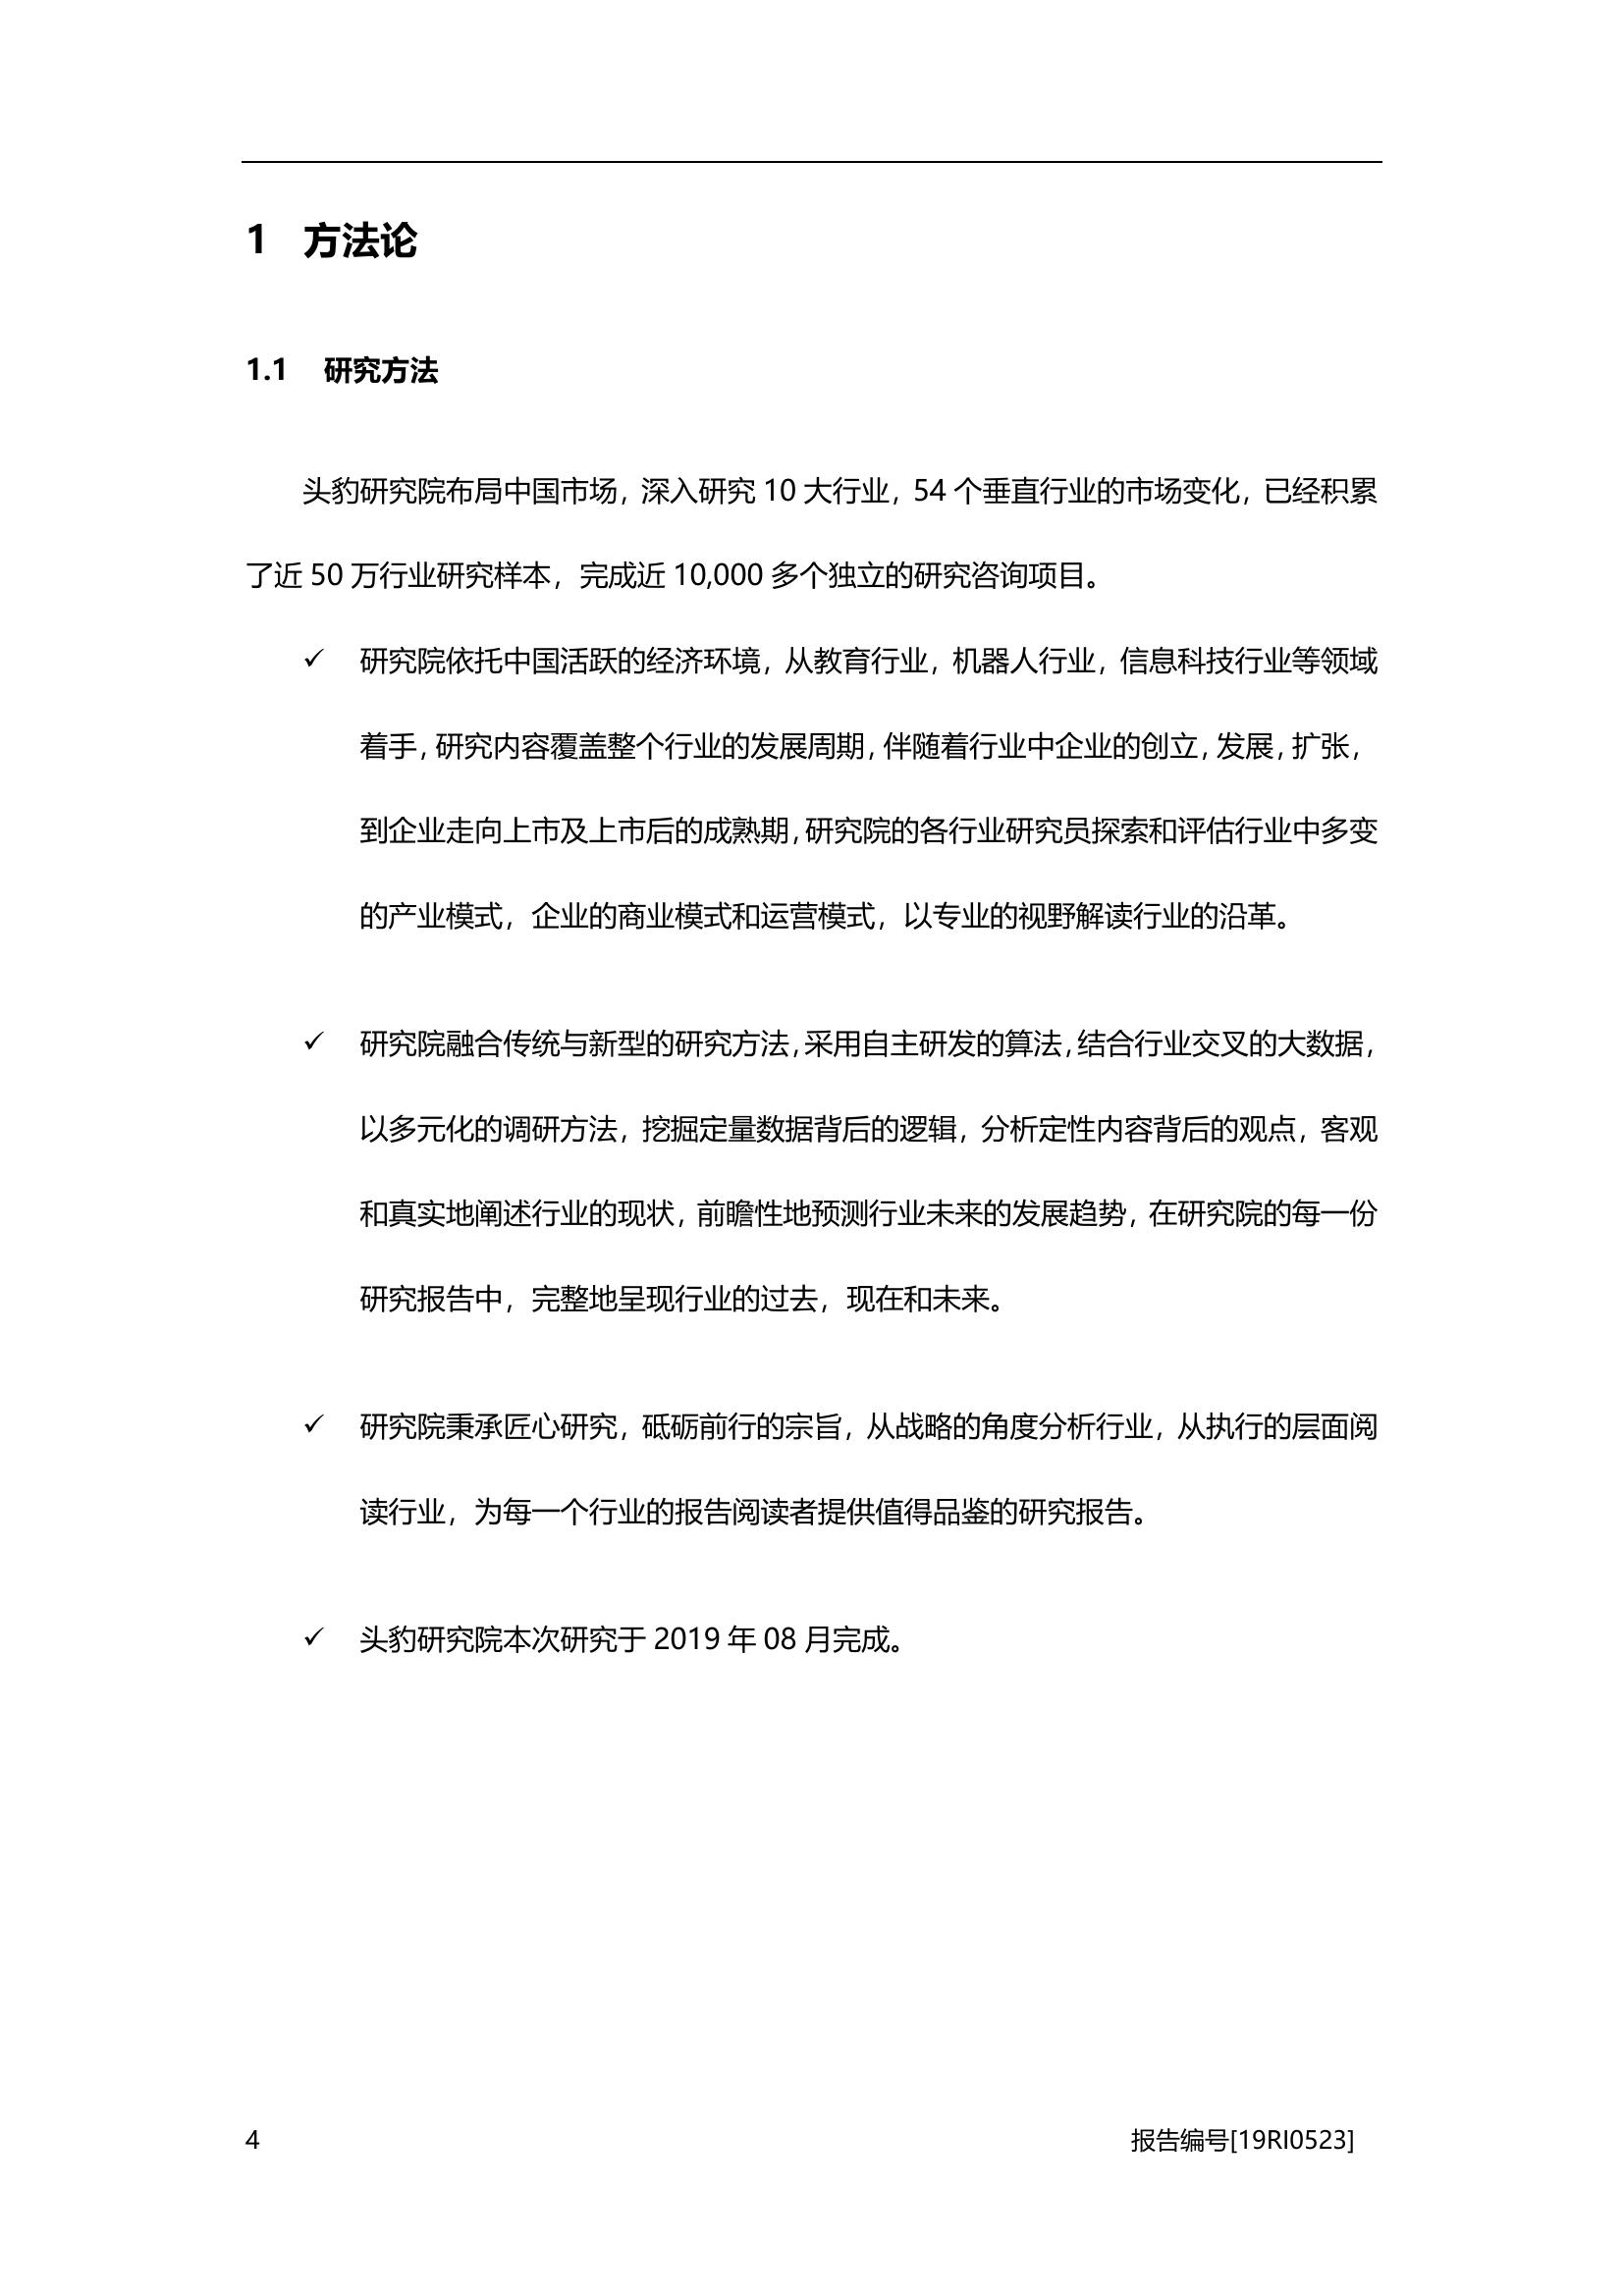 1 方法论
1.1 研究方法
头豹研究院布局中国市场，深入研究 10 大行业，54 个垂直行业的市场变化，已经积累
了近 50 万行业研究样本，完成近 10,000 多个独立的研究咨询项目。
✓ 研究院依托中国活跃的经济环境，从教育行业，机器人行业，信息科技行业等领域
着手，研究内容覆盖整个行业的发展周期，伴随着行业中企业的创立，发展，扩张，
到企业走向上市及上市后的成熟期，研究院的各行业研究员探索和评估行业中多变
的产业模式，企业的商业模式和运营模式，以专业的视野解读行业的沿革。
✓ 研究院融合传统与新型的研究方法，采用自主研发的算法，结合行业交叉的大数据，
以多元化的调研方法，挖掘定量数据背后的逻辑，分析定性内容背后的观点，客观
和真实地阐述行业的现状，前瞻性地预测行业未来的发展趋势，在研究院的每一份
研究报告中，完整地呈现行业的过去，现在和未来。
✓ 研究院秉承匠心研究，砥砺前行的宗旨，从战略的角度分析行业，从执行的层面阅
读行业，为每一个行业的报告阅读者提供值得品鉴的研究报告。
✓ 头豹研究院本次研究于 2019 年 08 月完成。
4 报告编号[19RI0523]